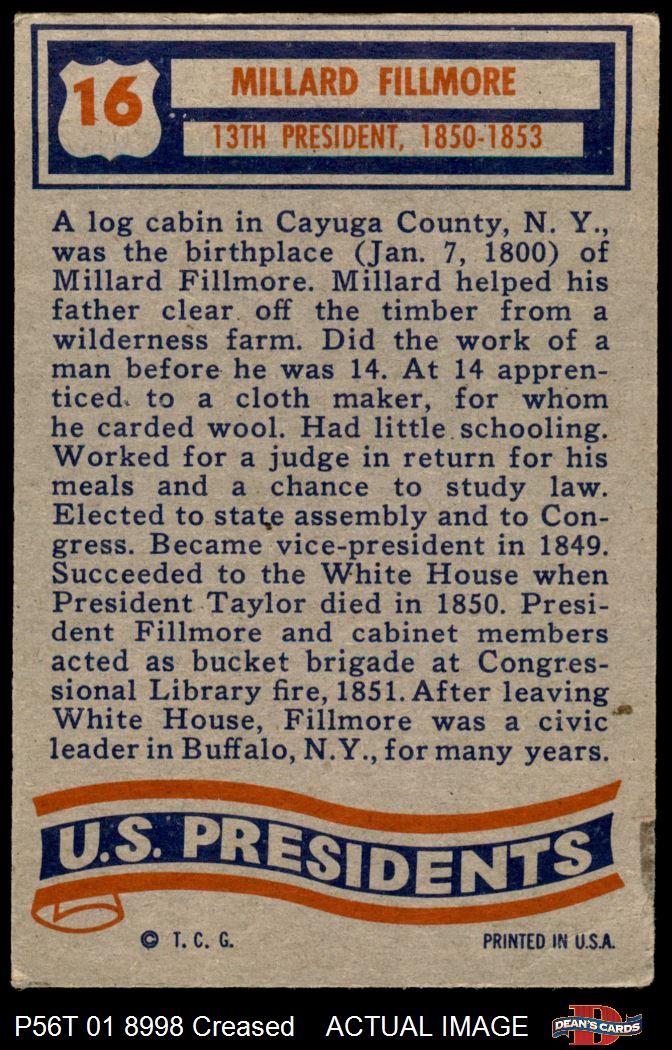 16
MILLARD FILLMORE
13TH PRESIDENT, 1850-1853
A log cabin in Cayuga County, N. Y.,
was the birthplace (Jan. 7, 1800) of
Millard Fillmore. Millard helped his
father clear off the timber from a
wilderness farm. Did the work of a
man before he was 14. At 14 appren-
ticed to a cloth maker, for whom
he carded wool. Had little schooling.
Worked for a judge in return for his
meals and a chance to study law.
Elected to state assembly and to Con-
gress. Became vice-president in 1849.
Succeeded to the White House when
President Taylor died in 1850. Presi-
dent Fillmore and cabinet members
acted as bucket brigade at Congres-
sional Library fire, 1851. After leaving
White House, Fillmore was a civic
leader in Buffalo, N.Y., for many years.
U.S. PRESIDENTS
© T. C. G.
PRINTED IN U.S.A.
P56T 01 8998 Creased ACTUAL IMAGE
D
DEAN'S CARDS